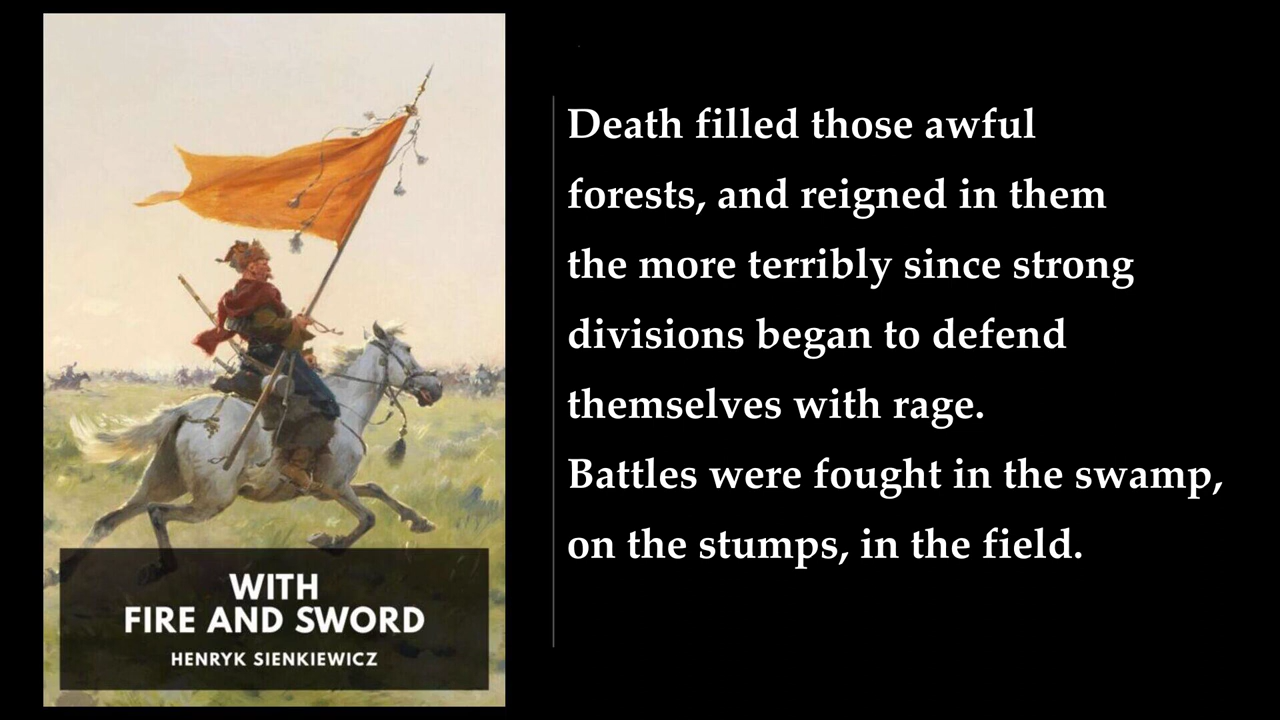 WITH
FIRE AND SWORD
HENRYK SIENKIEWICZ
Death filled those awful
forests, and reigned in them
the more terribly since strong
divisions began to defend
themselves with rage.
Battles were fought in the swamp,
on the stumps, in the field.